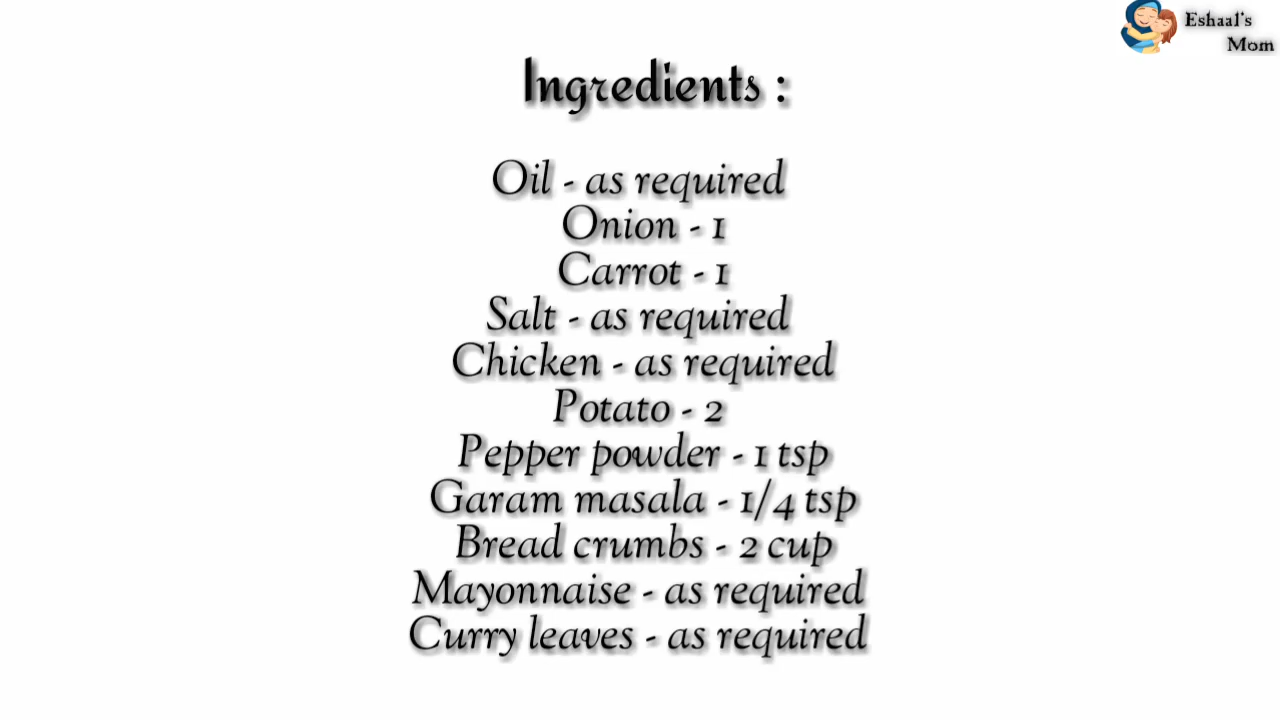 Eshaal's
Mom
Ingredients :
Oil - as required
Onion - 1
Carrot - 1
Salt - as required
Chicken - as required
Potato - 2
Pepper powder - 1 tsp
Garam masala - 1/4 tsp
Bread crumbs - 2 cup
Mayonnaise - as required
Curry leaves - as required